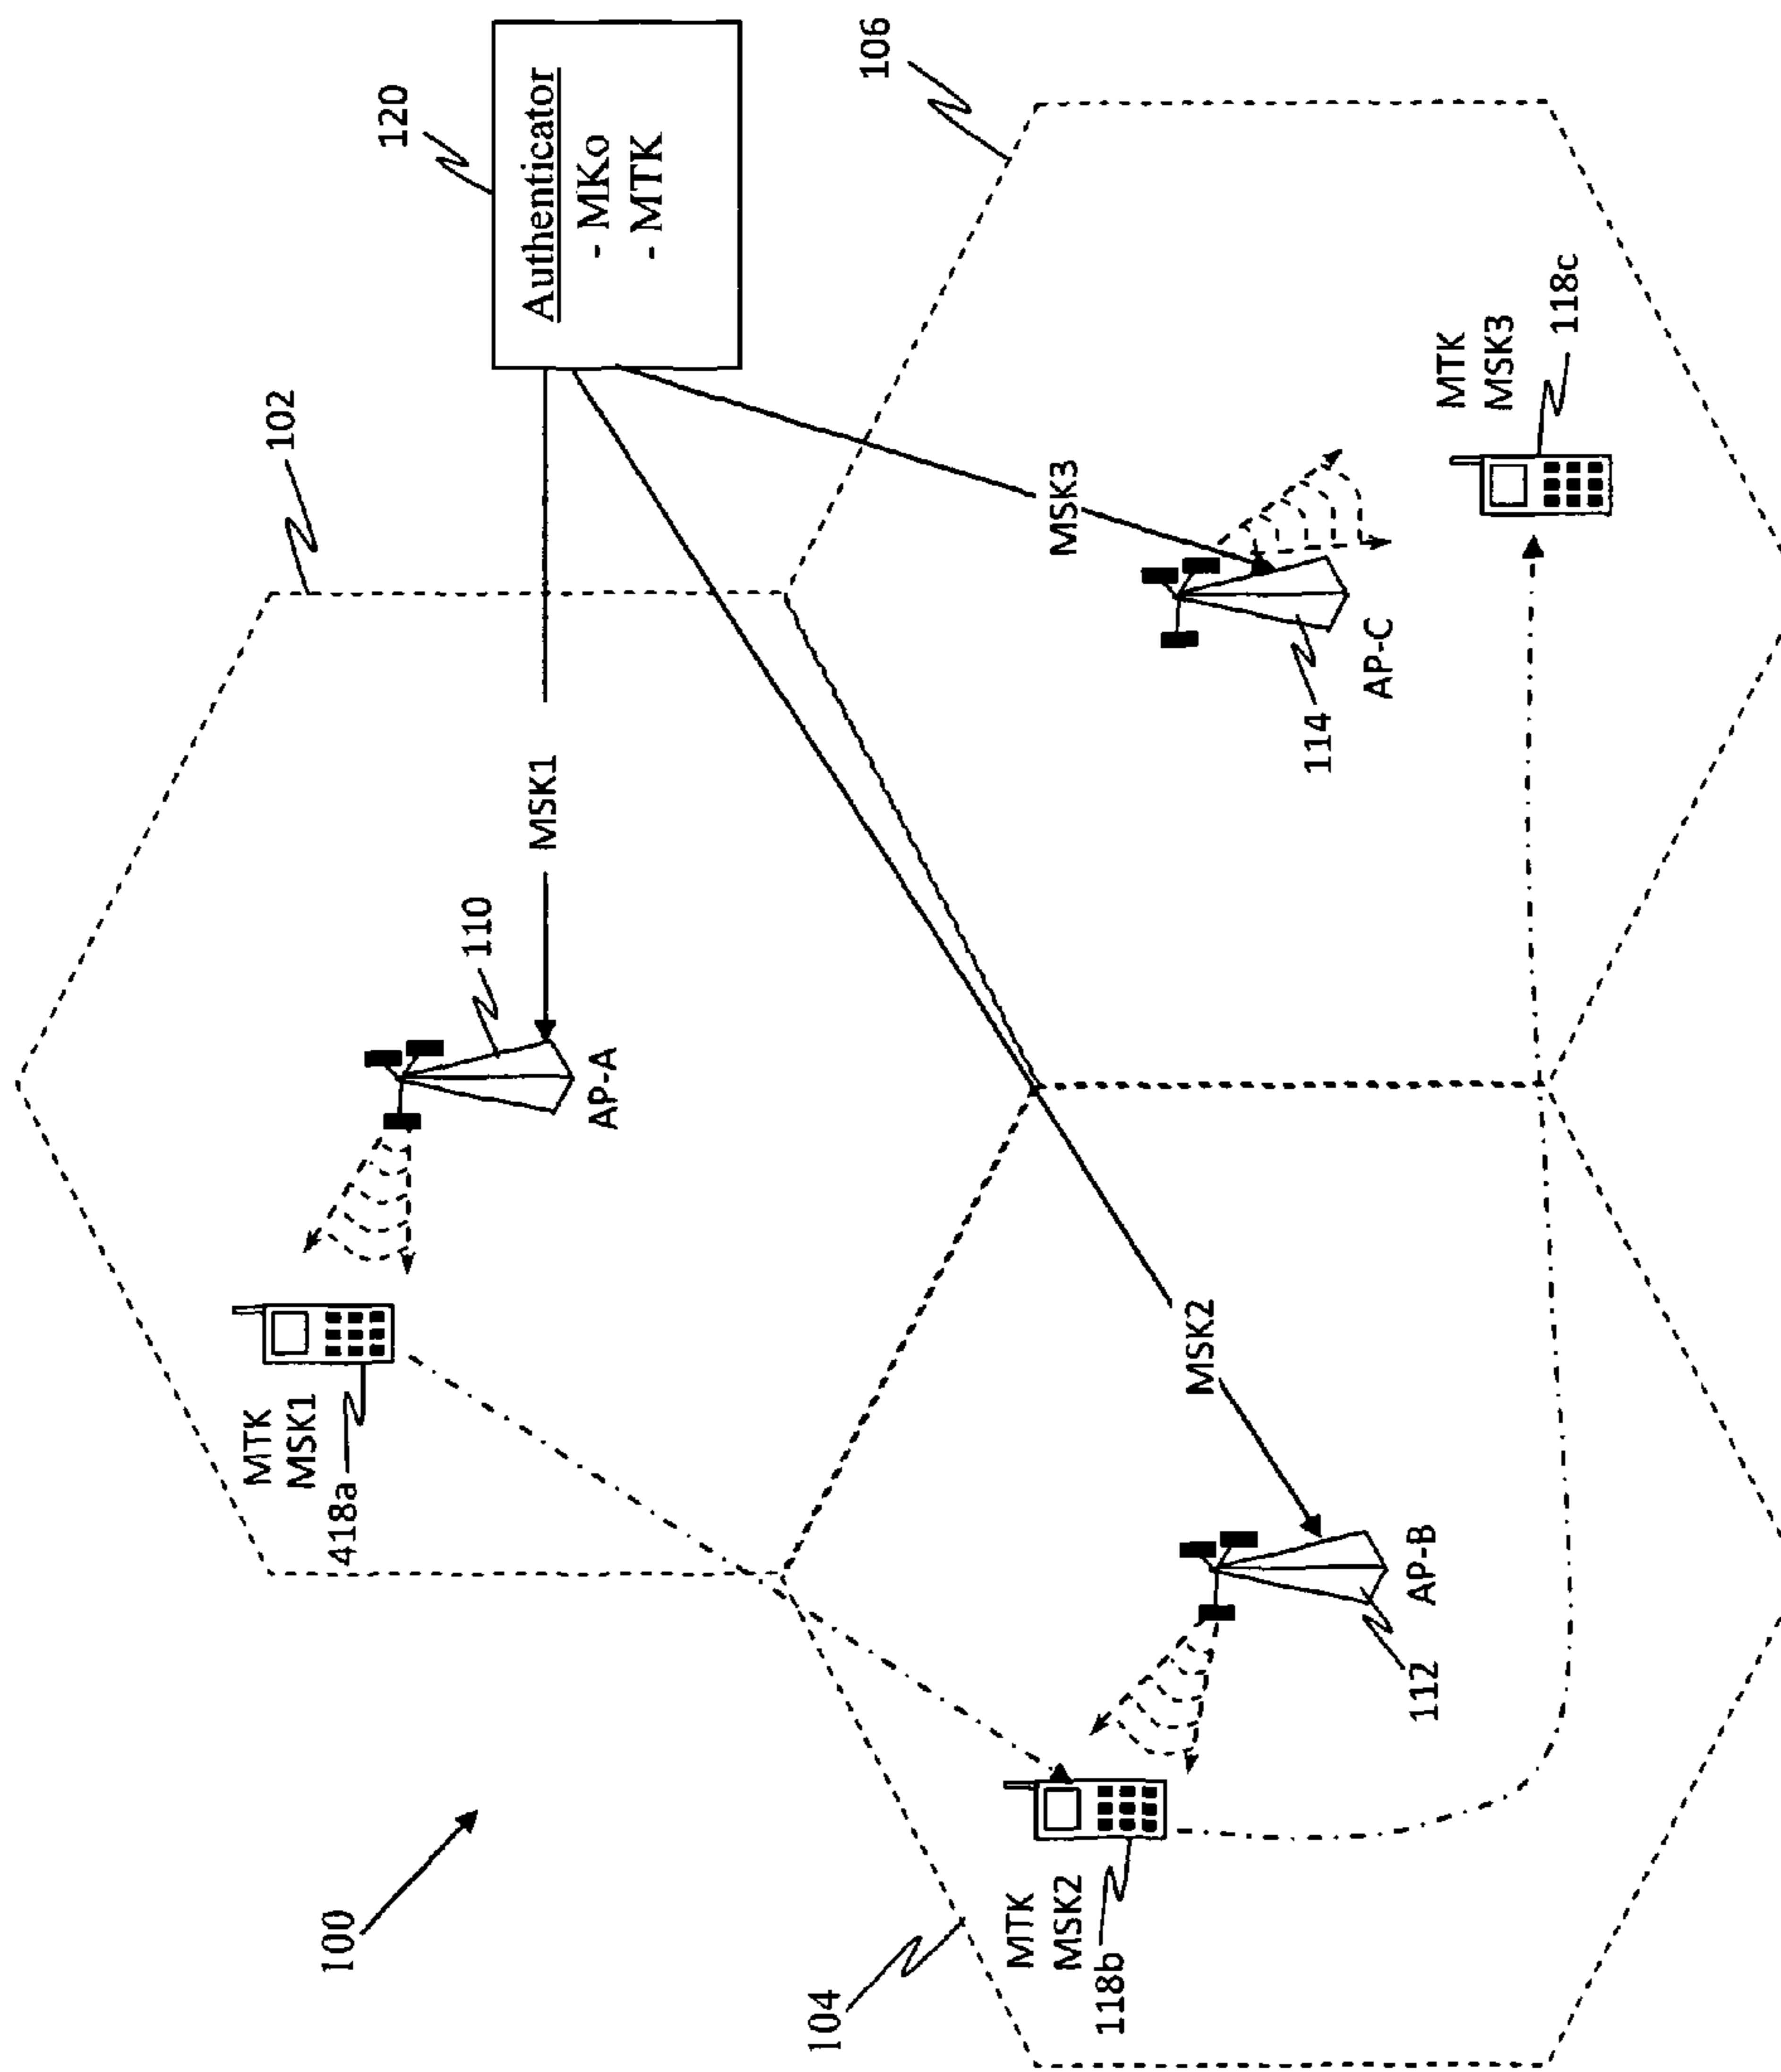 100
102
120
Authenticator
- MKo
- MTK
106
MTK
MSK1
418a
110
AP-A
MSK1
104
MTK
MSK2
118b
112
AP-B
MSK2
MSK3
114
AP-C
MTK
MSK3
118c